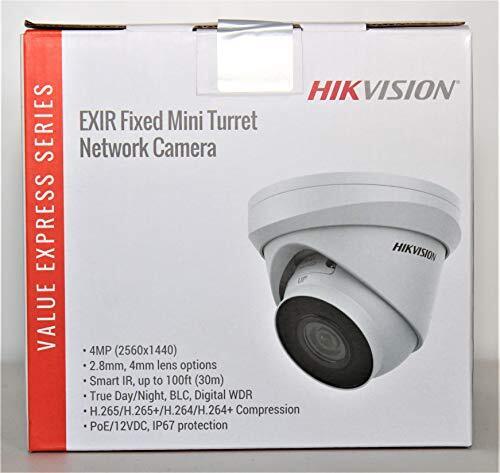 HIKVISION
EXIR Fixed Mini Turret
Network Camera
VALUE EXPRESS SERIES
HIKVISION
UP
• 4MP (2560x1440)
• 2.8mm, 4mm lens options
• Smart IR, up to 100ft (30m)
• True Day/Night, BLC, Digital WDR
• H.265/H.265+/H.264/H.264+ Compression
• PoE/12VDC, IP67 protection